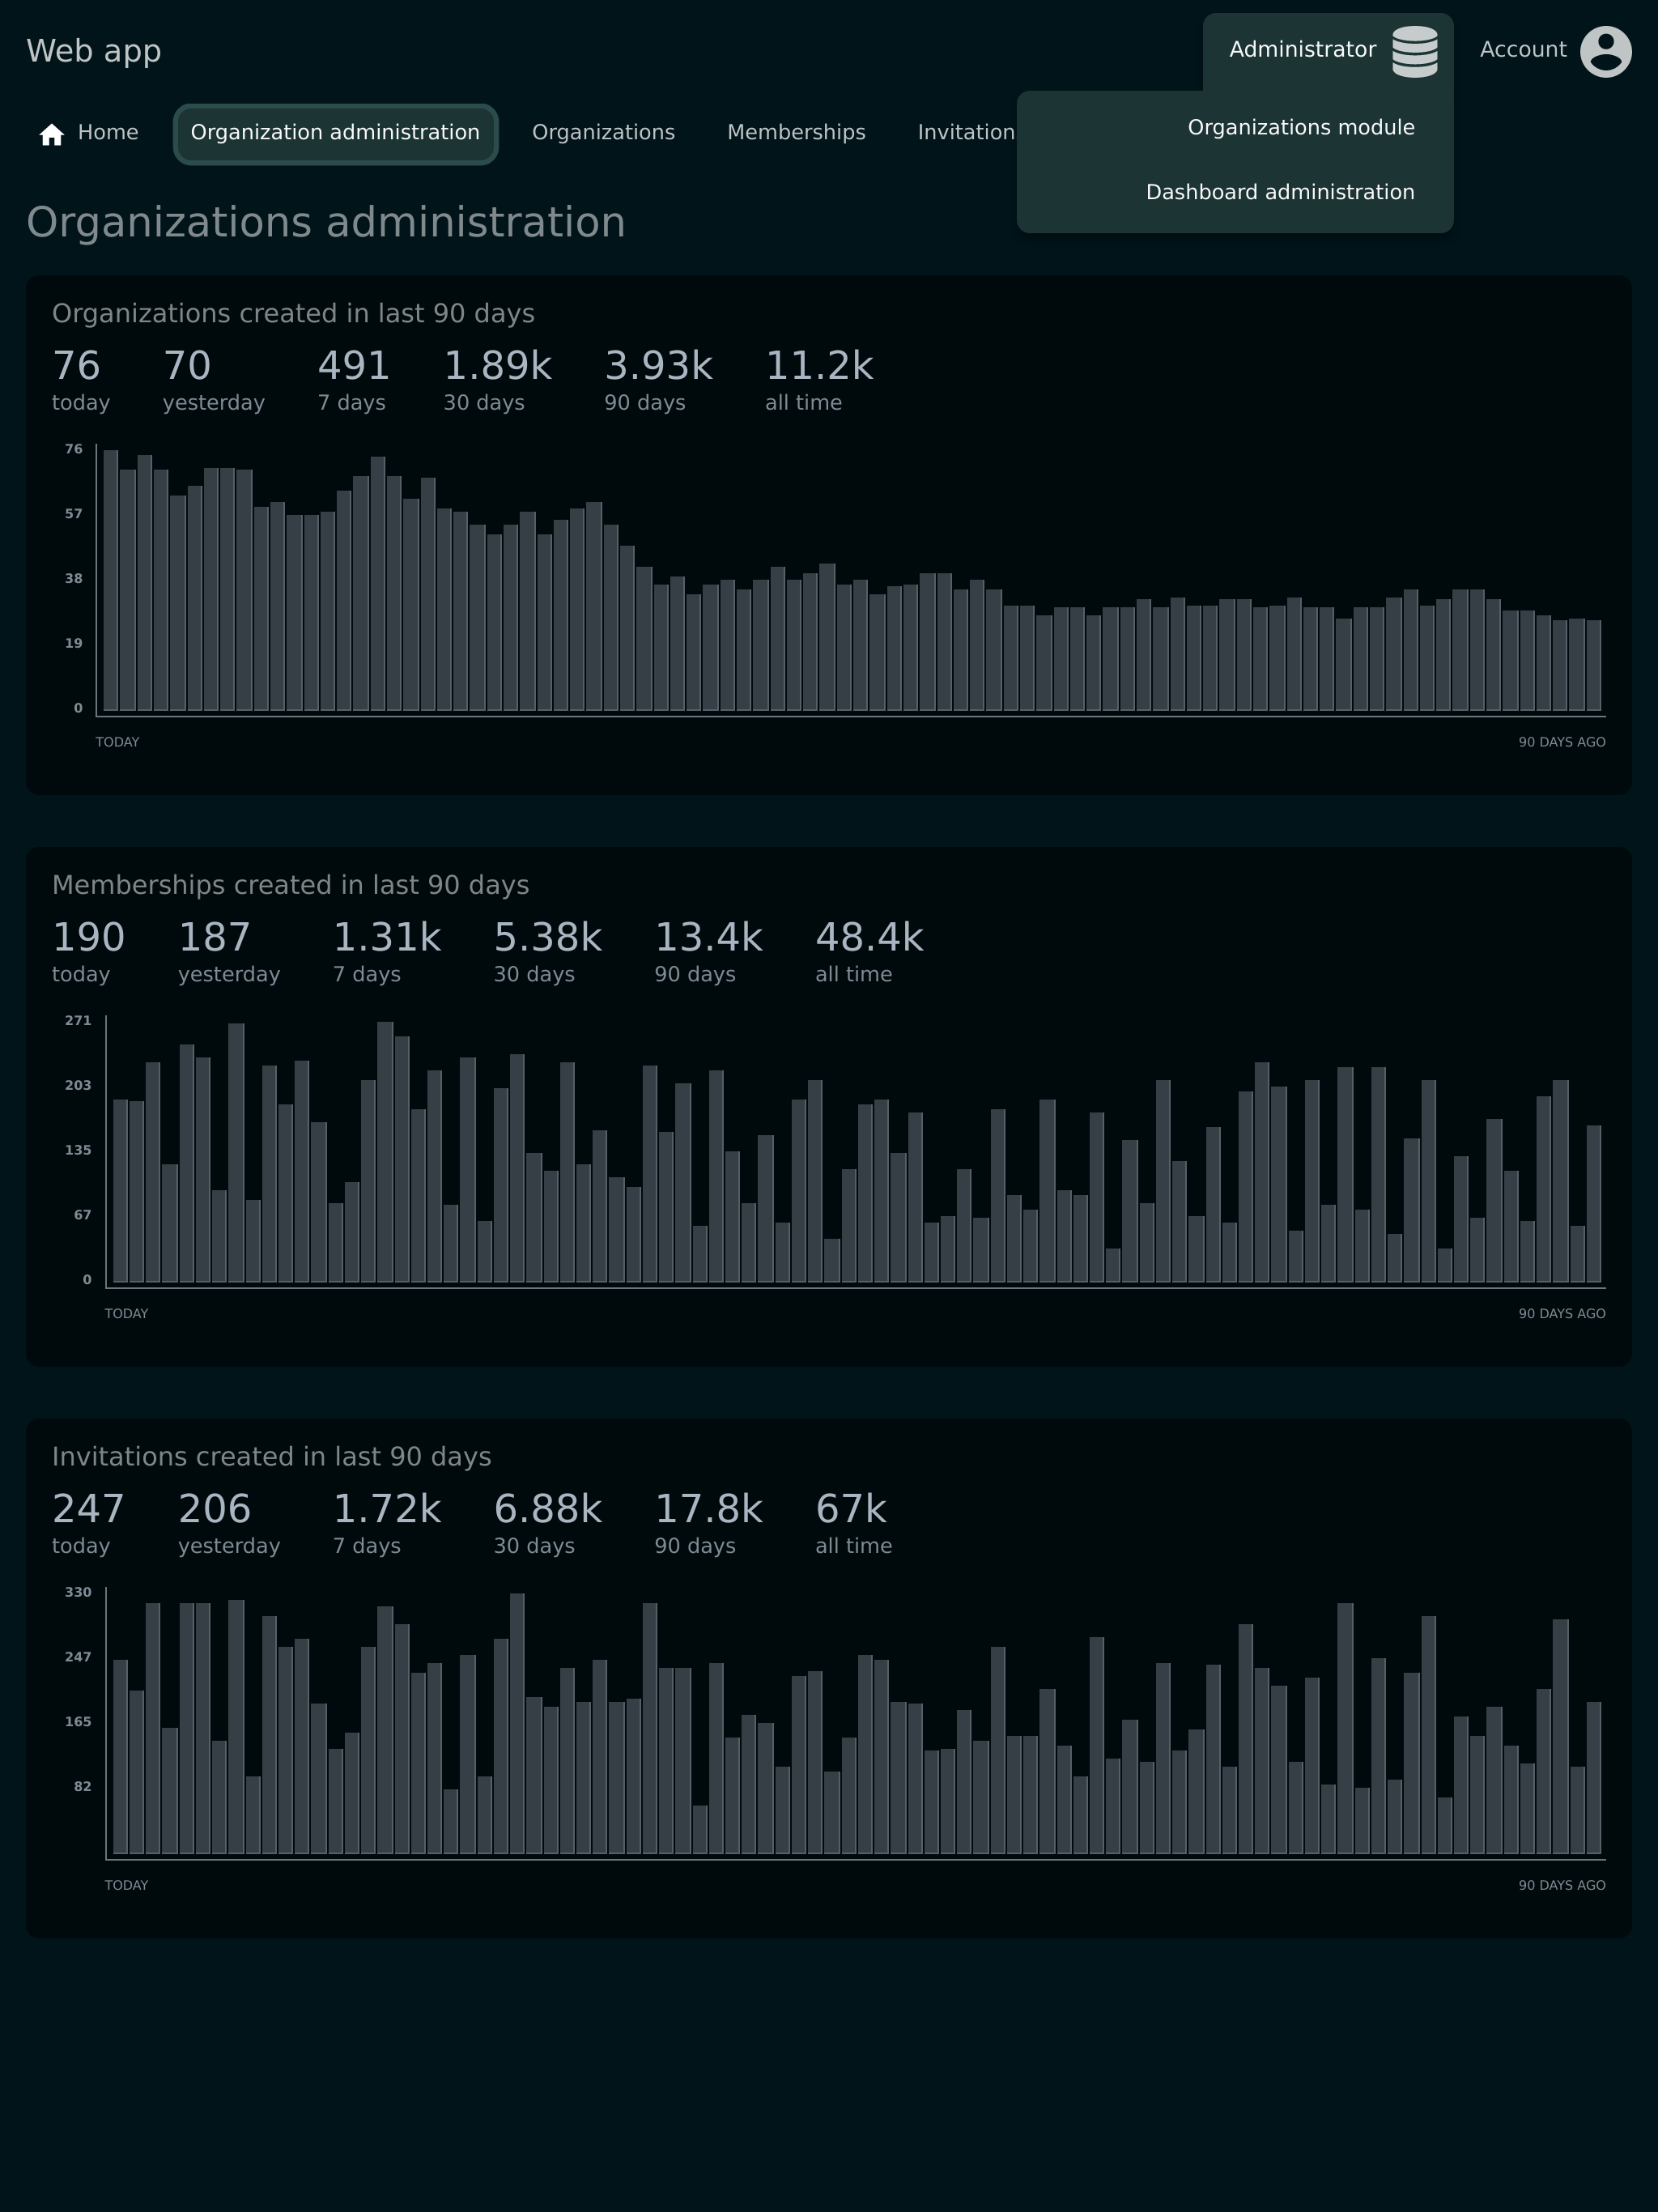 Web app
Administrator
Account
Home
Organization administration
Organizations
Memberships
Invitation
Organizations module
Dashboard administration
Organizations administration
Organizations created in last 90 days
76 70 491 1.89k 3.93k 11.2k
today yesterday 7 days 30 days 90 days all time
76
57
38
19
0
TODAY 90 DAYS AGO
Memberships created in last 90 days
190 187 1.31k 5.38k 13.4k 48.4k
today yesterday 7 days 30 days 90 days all time
271
203
135
67
0
TODAY 90 DAYS AGO
Invitations created in last 90 days
247 206 1.72k 6.88k 17.8k 67k
today yesterday 7 days 30 days 90 days all time
330
247
165
82
TODAY 90 DAYS AGO